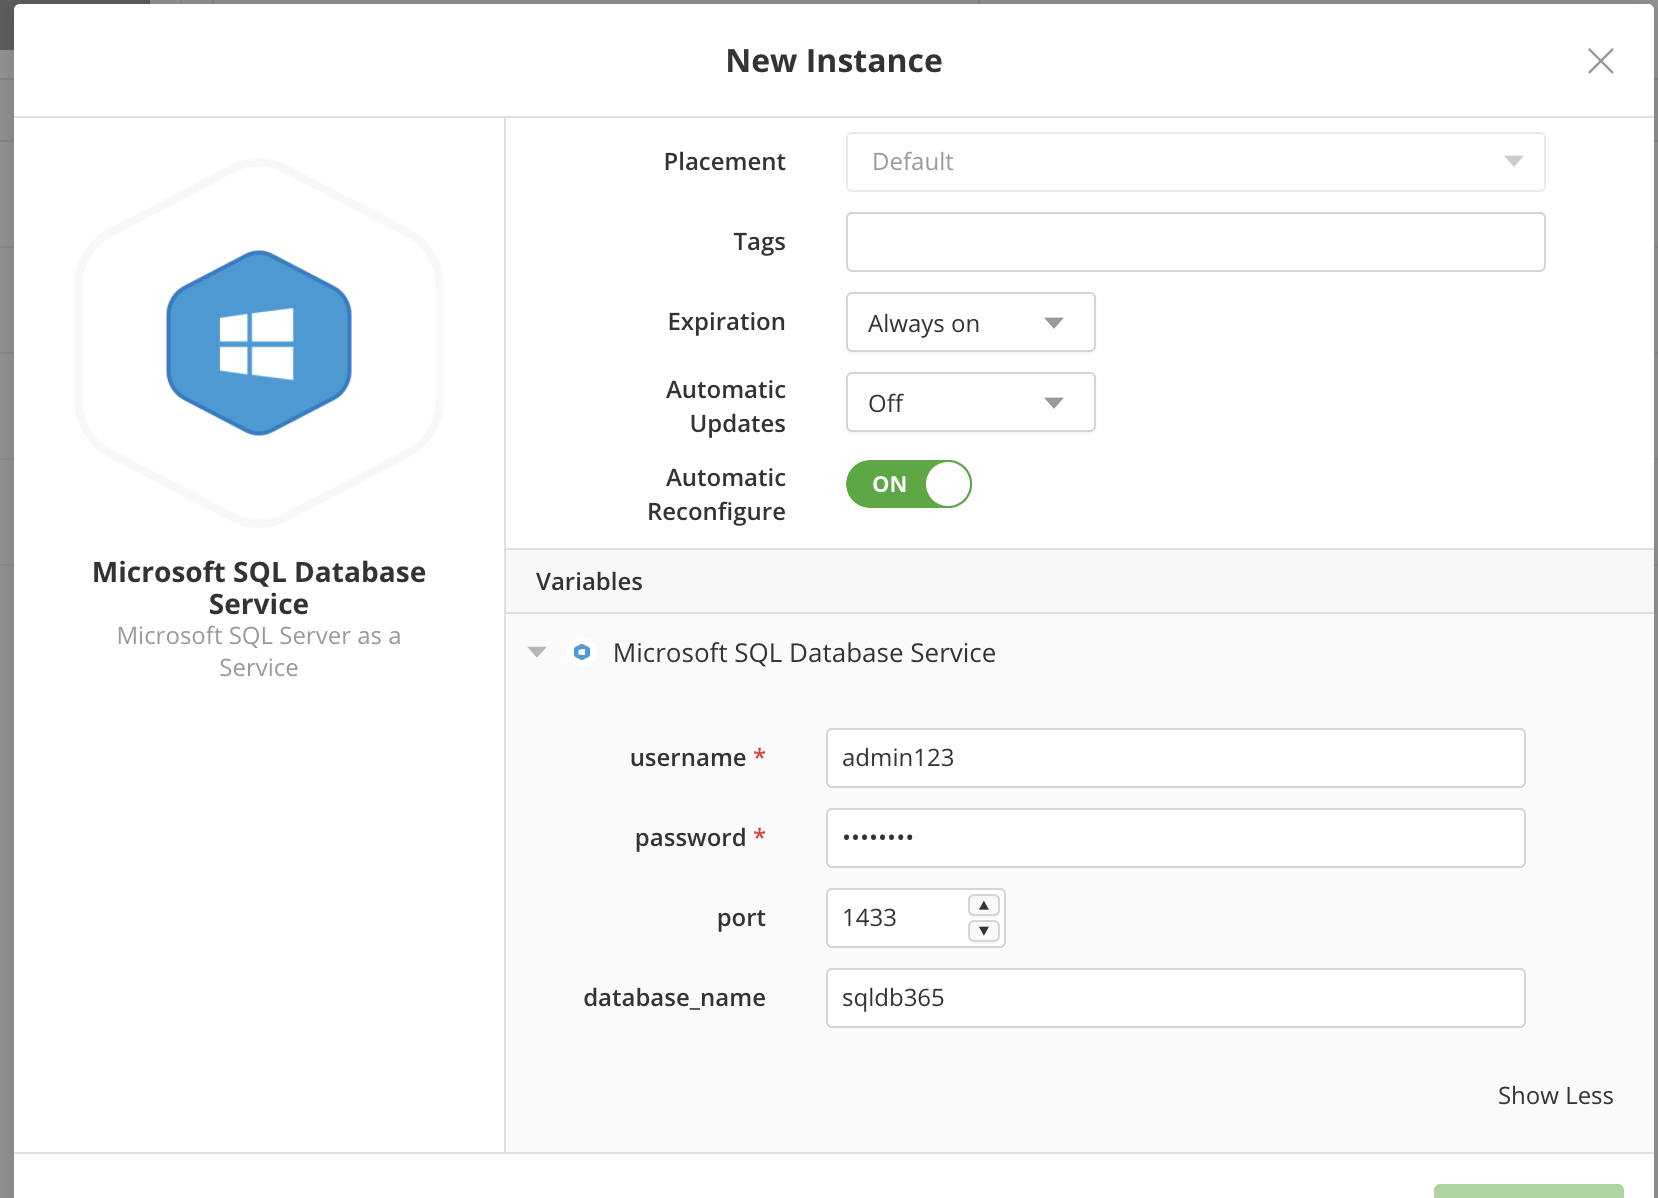 New Instance
Microsoft SQL Database
Service
Microsoft SQL Server as a
Service
Placement
Default
Tags
Expiration
Always on
Automatic
Updates
Off
Automatic
Reconfigure
ON
Variables
Microsoft SQL Database Service
username *
admin123
password *
••••••••
port
1433
database_name
sqldb365
Show Less